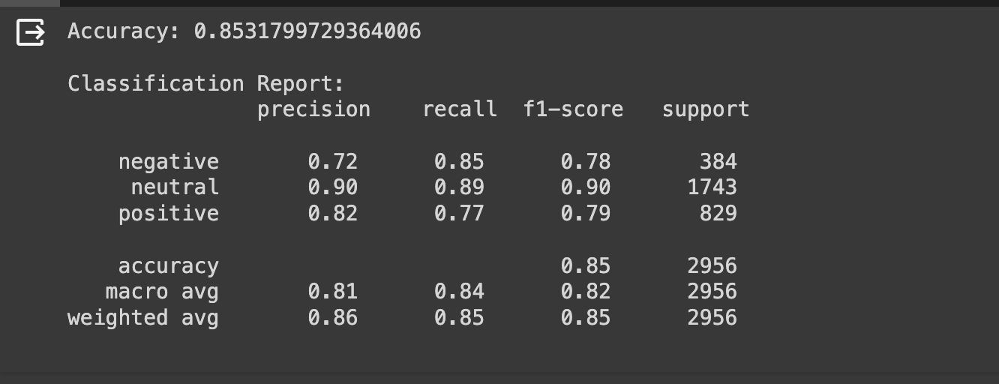 Accuracy: 0.8531799729364006
Classification Report:
precision recall f1-score support
negative 0.72 0.85 0.78 384
neutral 0.90 0.89 0.90 1743
positive 0.82 0.77 0.79 829
accuracy 0.85 2956
macro avg 0.81 0.84 0.82 2956
weighted avg 0.86 0.85 0.85 2956